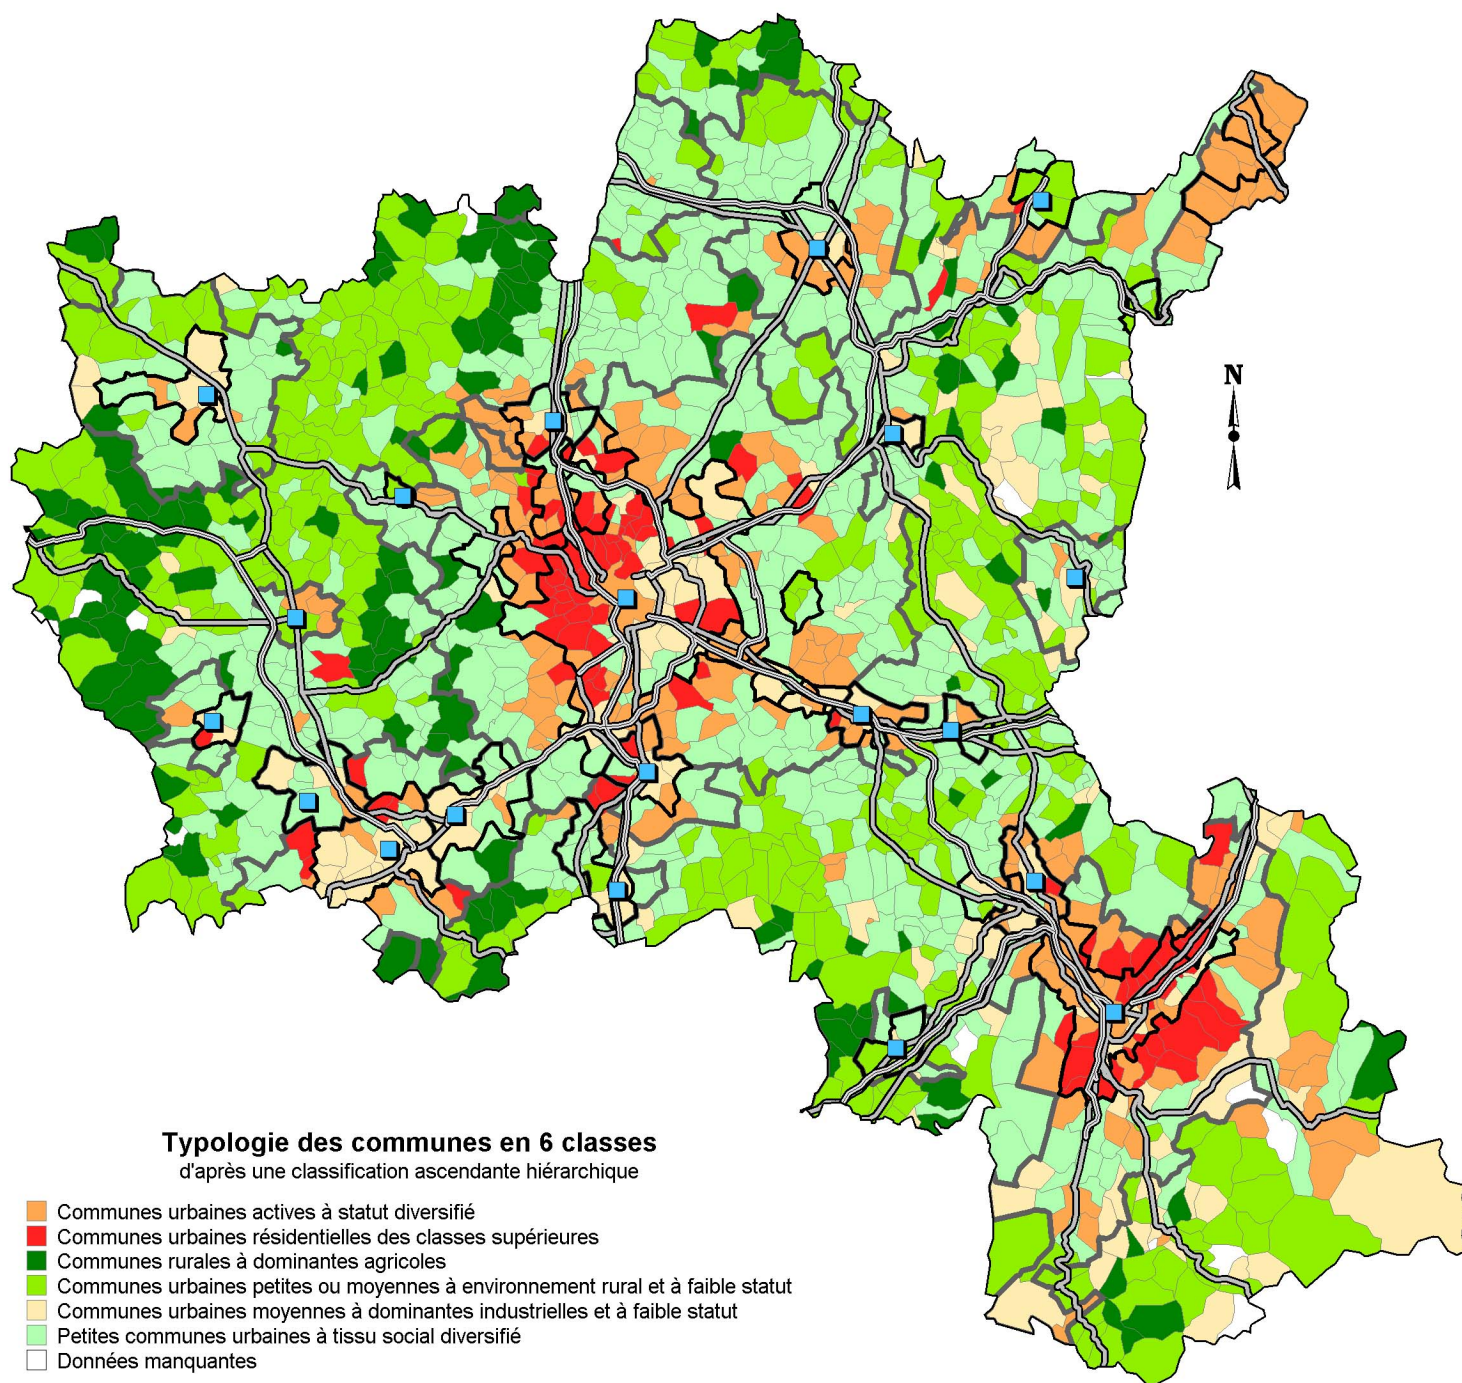 N
Typologie des communes en 6 classes
d'après une classification ascendante hiérarchique
Communes urbaines actives à statut diversifié
Communes urbaines résidentielles des classes supérieures
Communes rurales à dominantes agricoles
Communes urbaines petites ou moyennes à environnement rural et à faible statut
Communes urbaines moyennes à dominantes industrielles et à faible statut
Petites communes urbaines à tissu social diversifié
Données manquantes